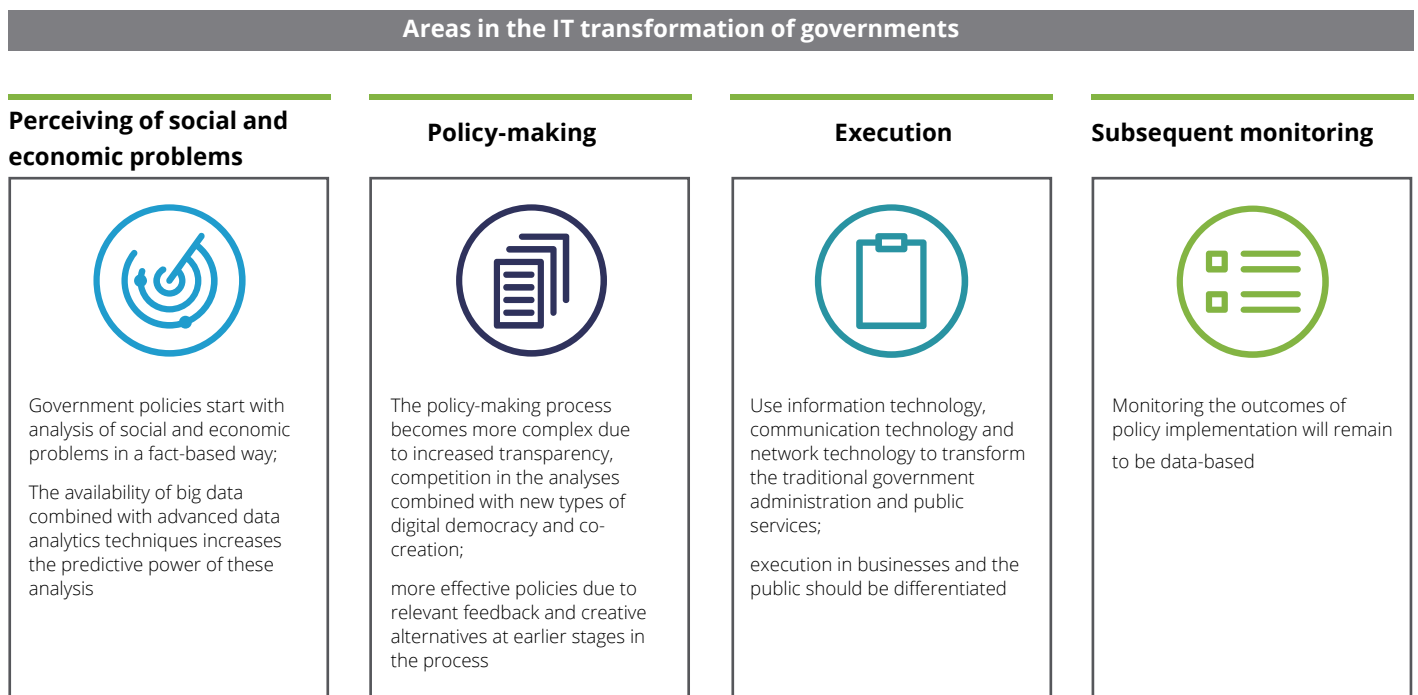 Areas in the IT transformation of governments
Perceiving of social and
economic problems
Government policies start with
analysis of social and economic
problems in a fact-based way;
The availability of big data
combined with advanced data
analytics techniques increases
the predictive power of these
analysis
Policy-making
The policy-making process
becomes more complex due
to increased transparency,
competition in the analyses
combined with new types of
digital democracy and co-
creation;
more effective policies due to
relevant feedback and creative
alternatives at earlier stages in
the process
Execution
Use information technology,
communication technology and
network technology to transform
the traditional government
administration and public
services;
execution in businesses and the
public should be differentiated
Subsequent monitoring
Monitoring the outcomes of
policy implementation will remain
to be data-based